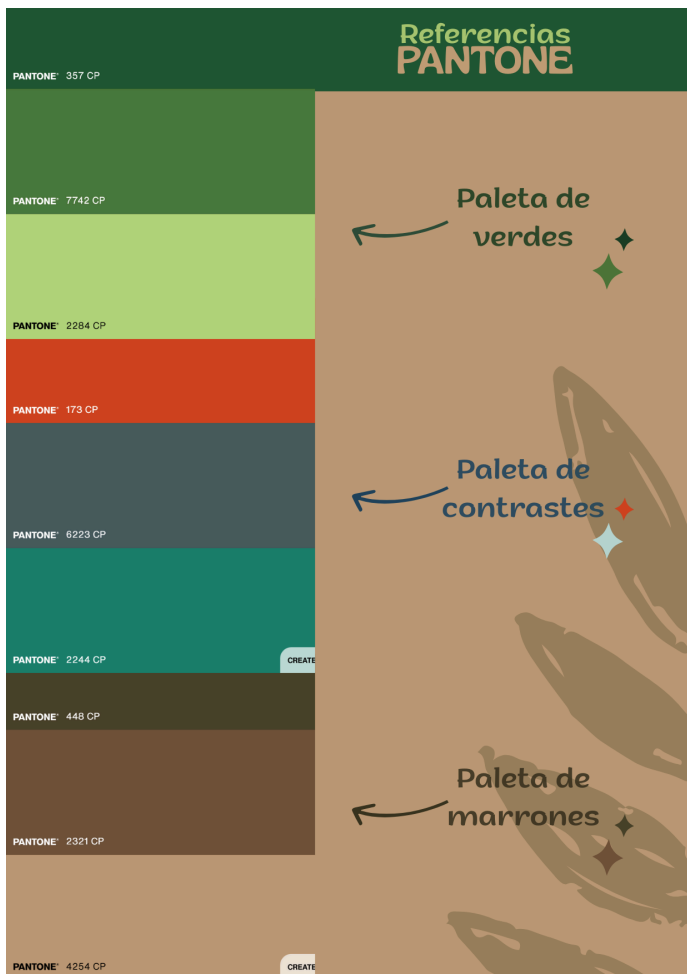 Referencias
PANTONE
PANTONE® 357 CP
PANTONE® 7742 CP
PANTONE® 2284 CP
Paleta de
verdes
PANTONE® 173 CP
PANTONE® 6223 CP
PANTONE® 2244 CP
CREATE
Paleta de
contrastes
PANTONE® 448 CP
PANTONE® 2321 CP
PANTONE® 4254 CP
CREATE
Paleta de
marrones